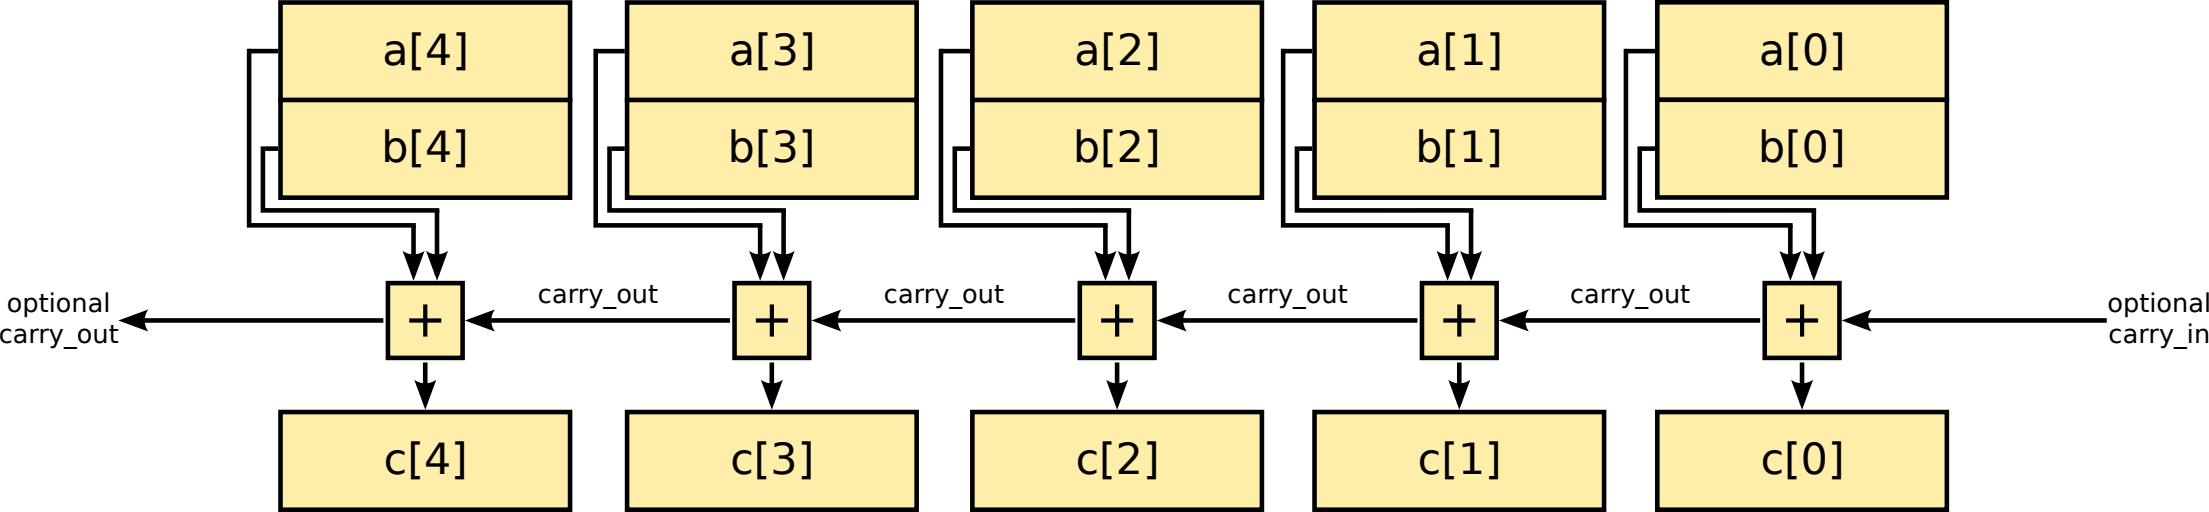 a[4]
a[3]
a[2]
a[1]
a[0]
b[4]
b[3]
b[2]
b[1]
b[0]
optional
carry_out
+
carry_out
+
carry_out
+
carry_out
+
carry_out
+
optional
carry_in
c[4]
c[3]
c[2]
c[1]
c[0]